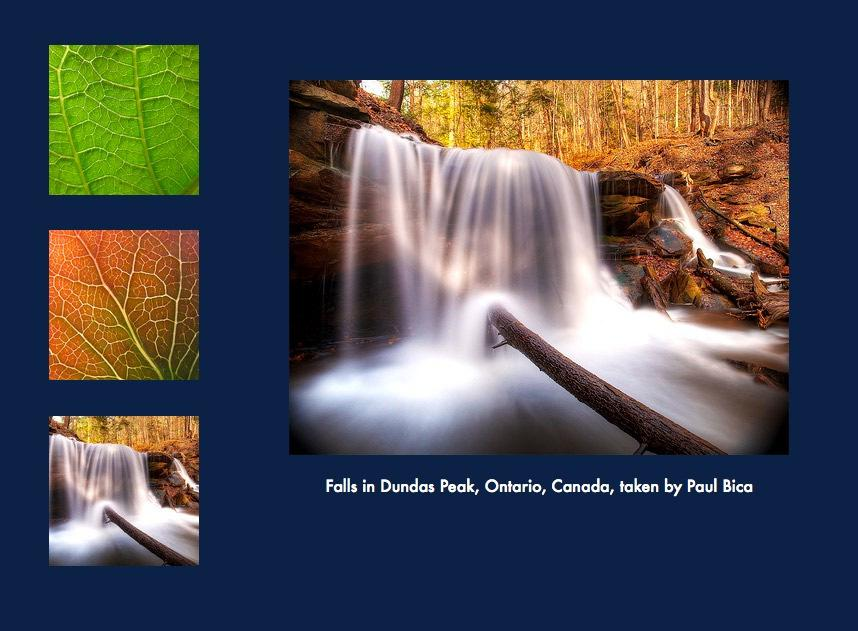 Falls in Dundas Peak, Ontario, Canada, taken by Paul Bica